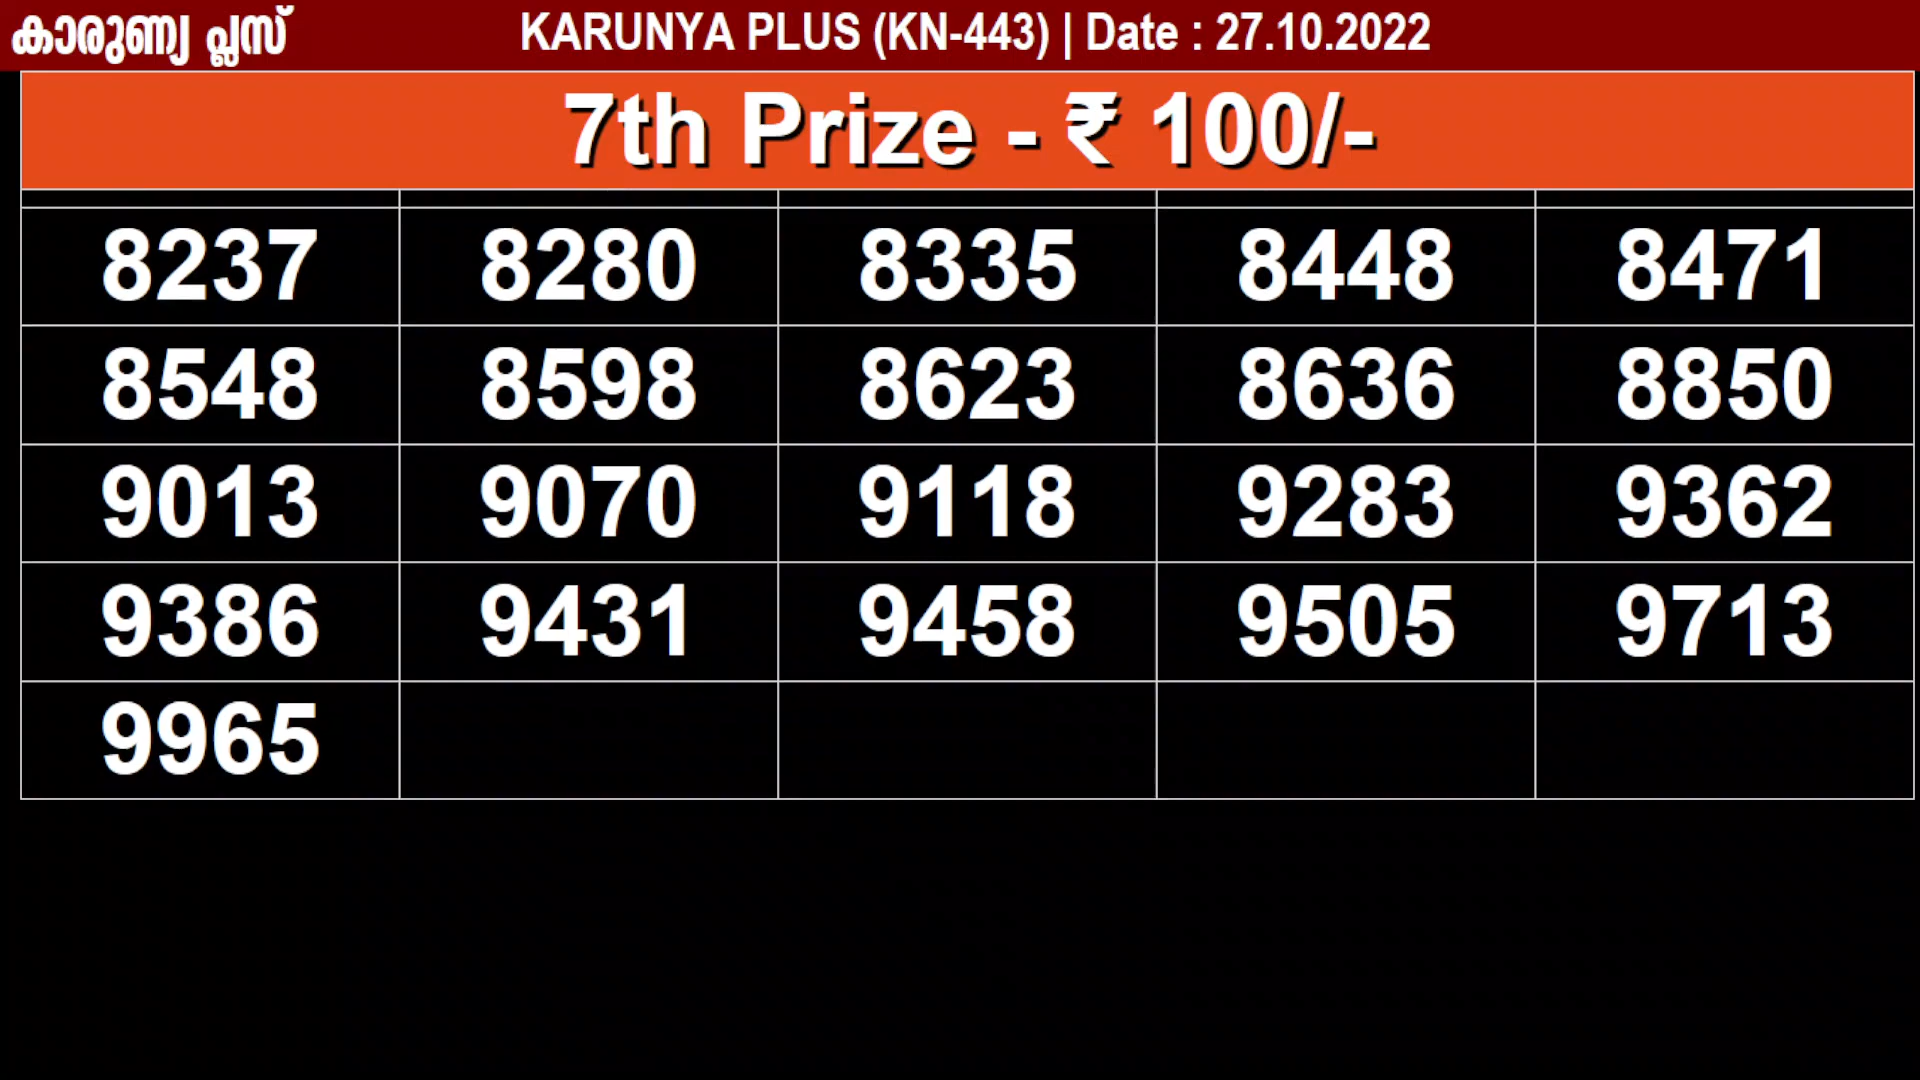 കാരുണ്യ പ്ലസ് KARUNYA PLUS (KN-443) | Date : 27.10.2022
7th Prize - ₹ 100/-
8237 8280 8335 8448 8471
8548 8598 8623 8636 8850
9013 9070 9118 9283 9362
9386 9431 9458 9505 9713
9965